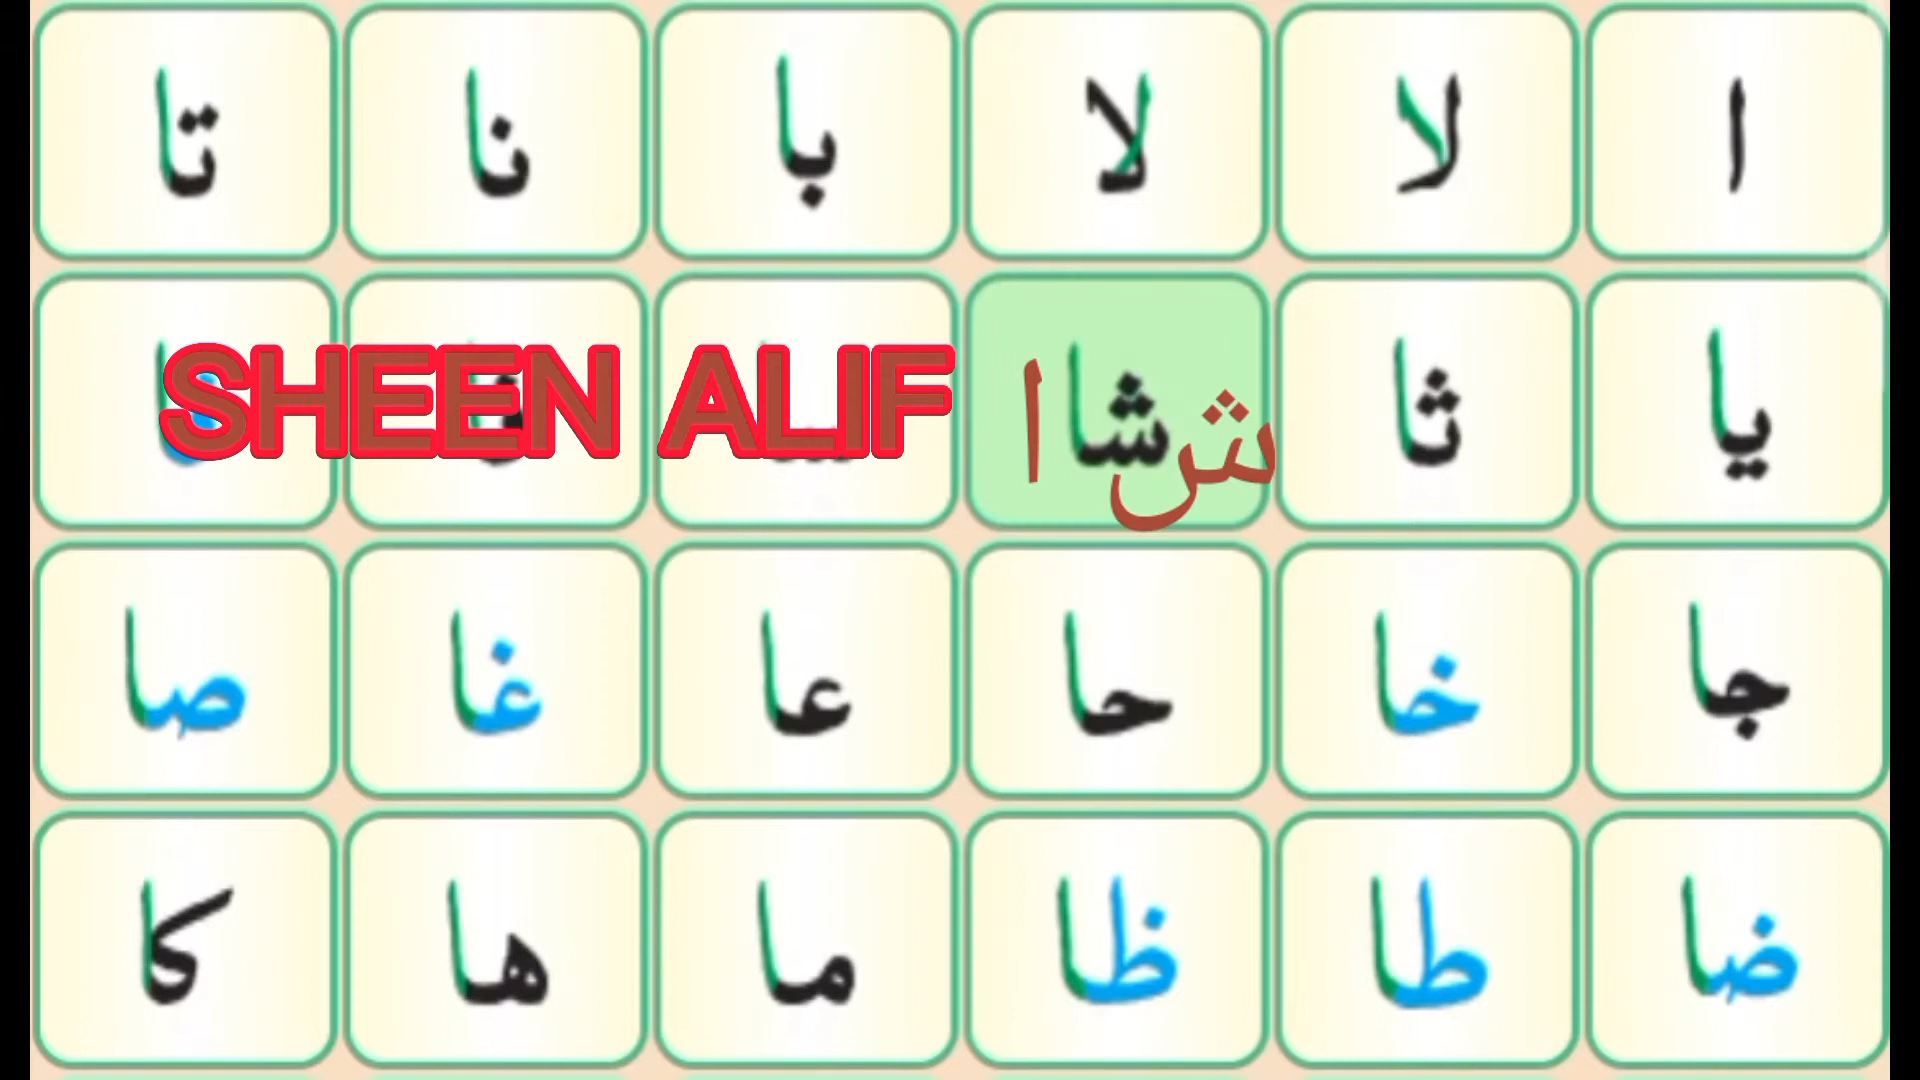 ا لا لا با نا تا
يا ثا شا
SHEEN ALIF ش ا
جا خا حا عا غا صا
ضا طا ظا ما ها كا